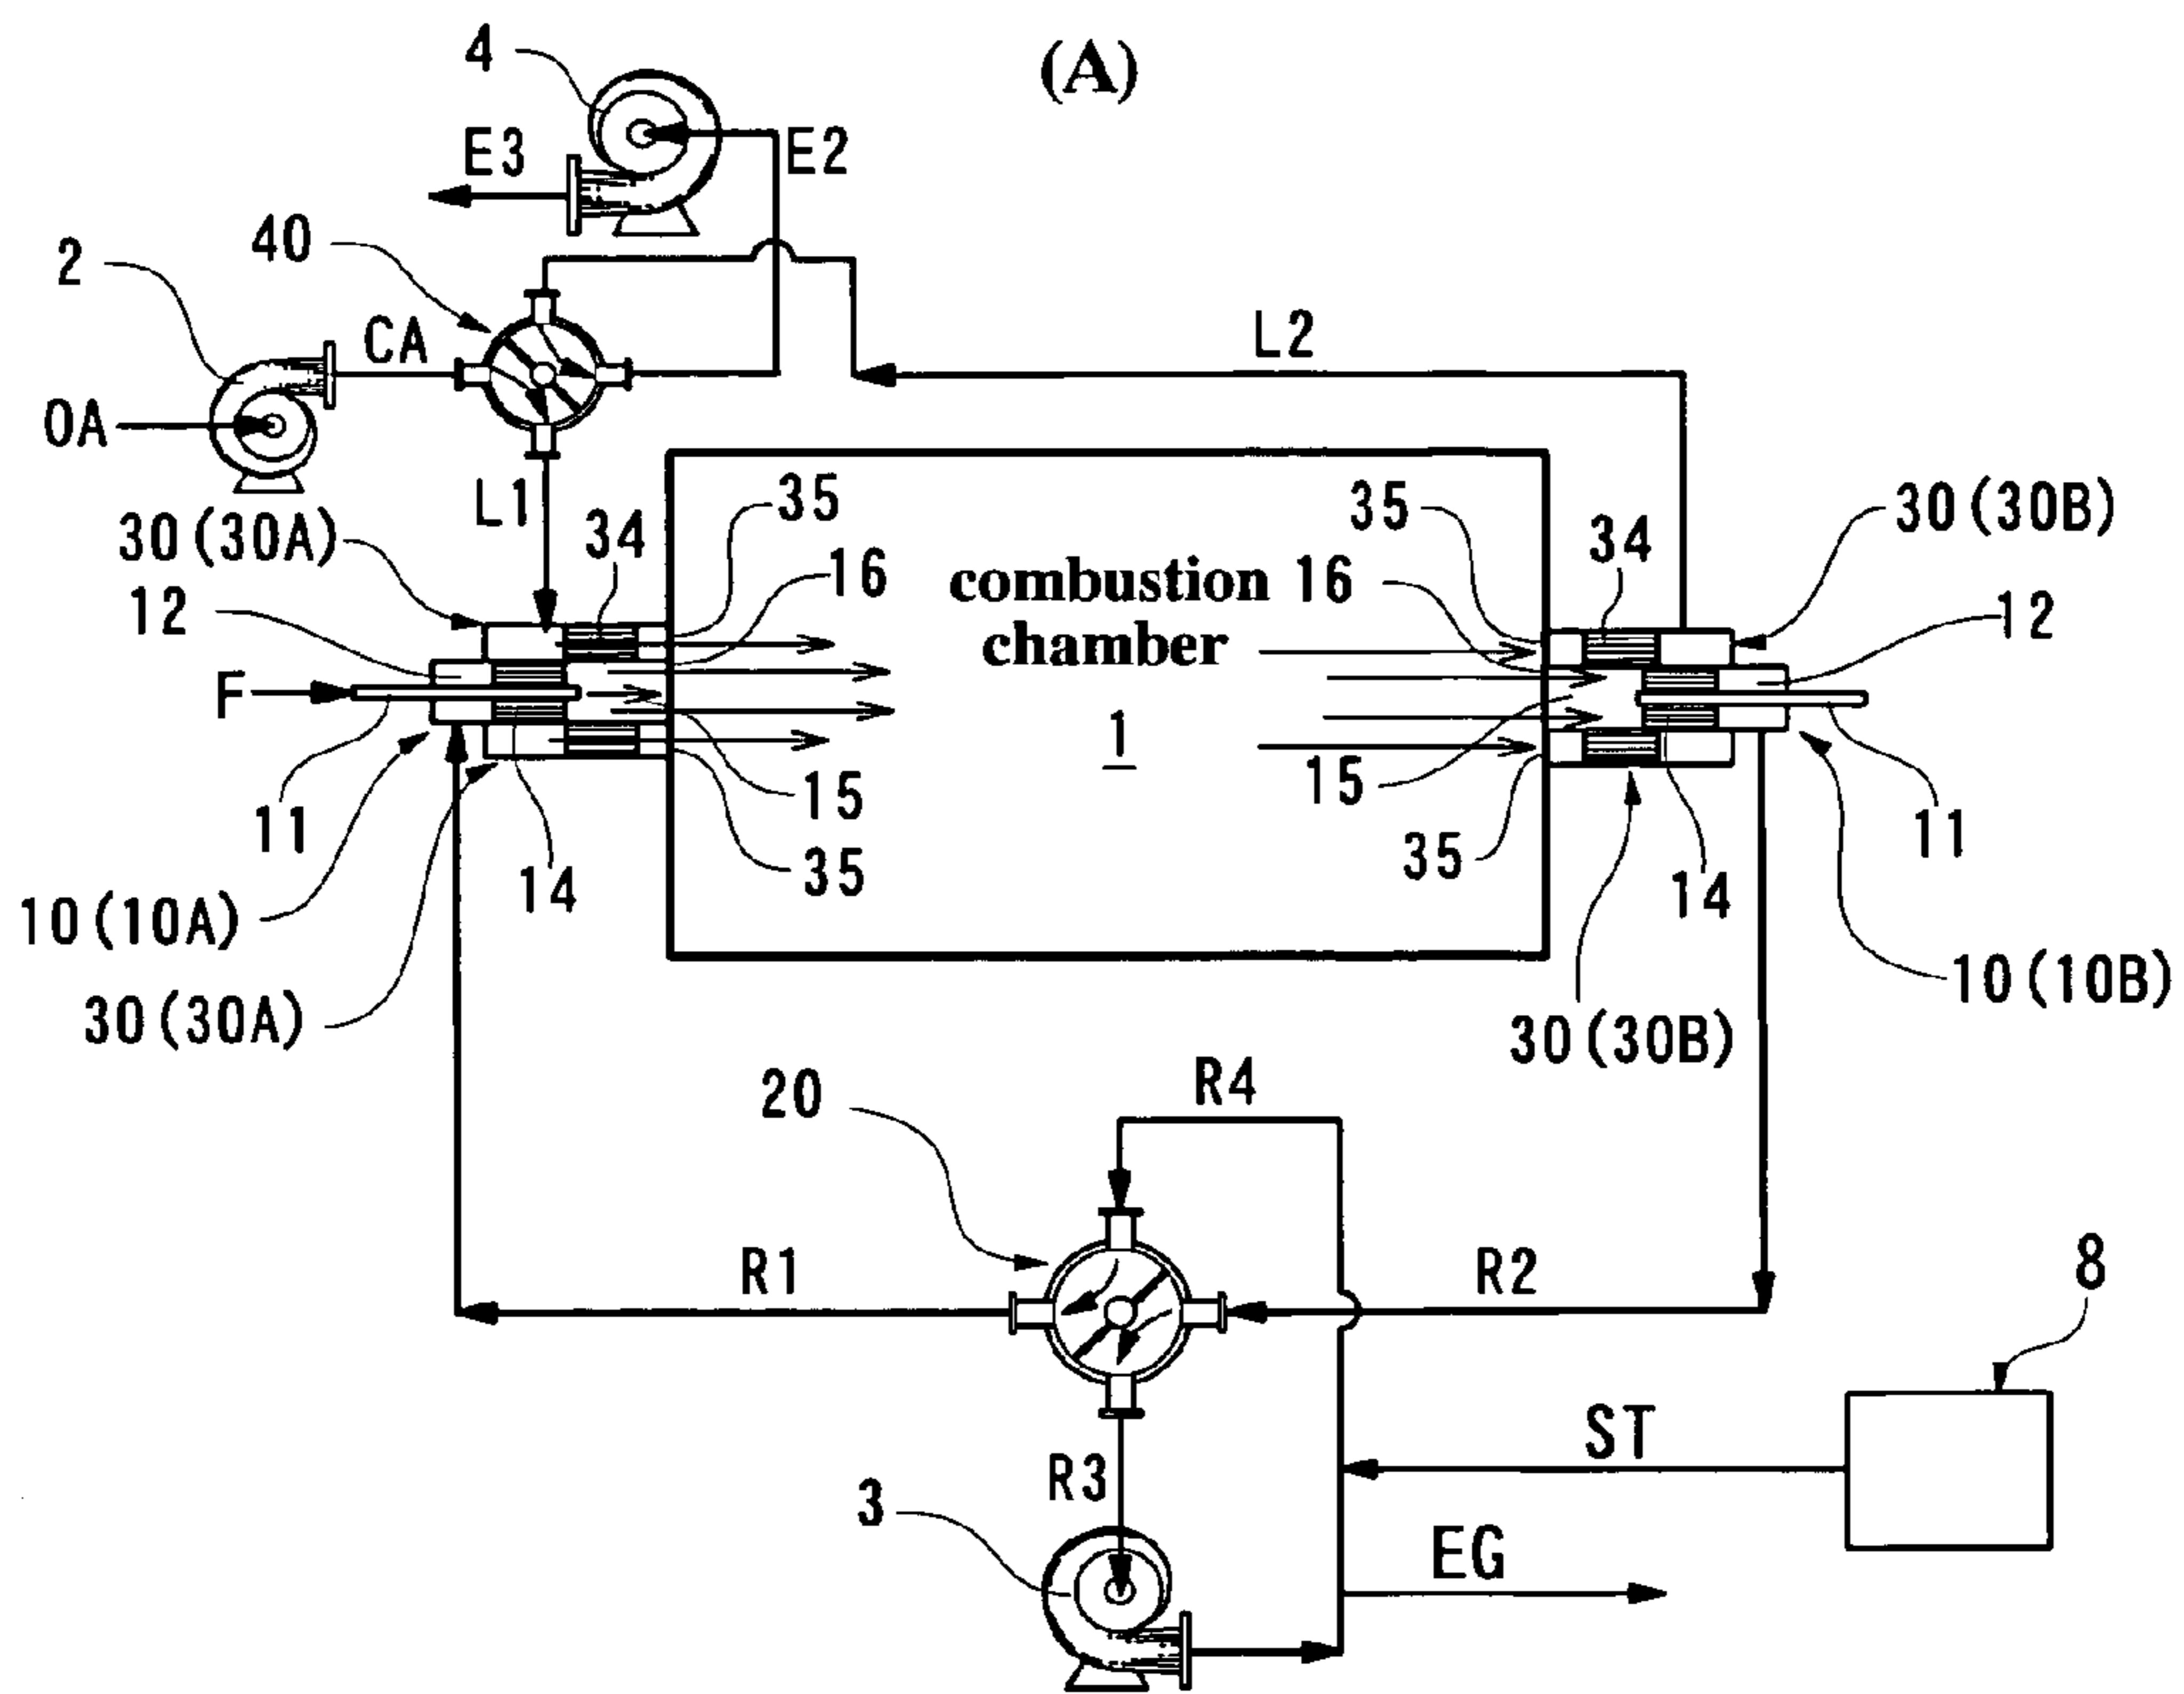 (A)
4
E3
E2
40
2
CA
L2
OA
L1
35
35
30(30A)
34
34
30(30B)
12
16
combustion
chamber
16
12
F
1
11
15
15
11
14
35
35
14
10(10A)
10(10B)
30(30A)
30(30B)
R4
20
R1
R2
8
ST
R3
3
EG